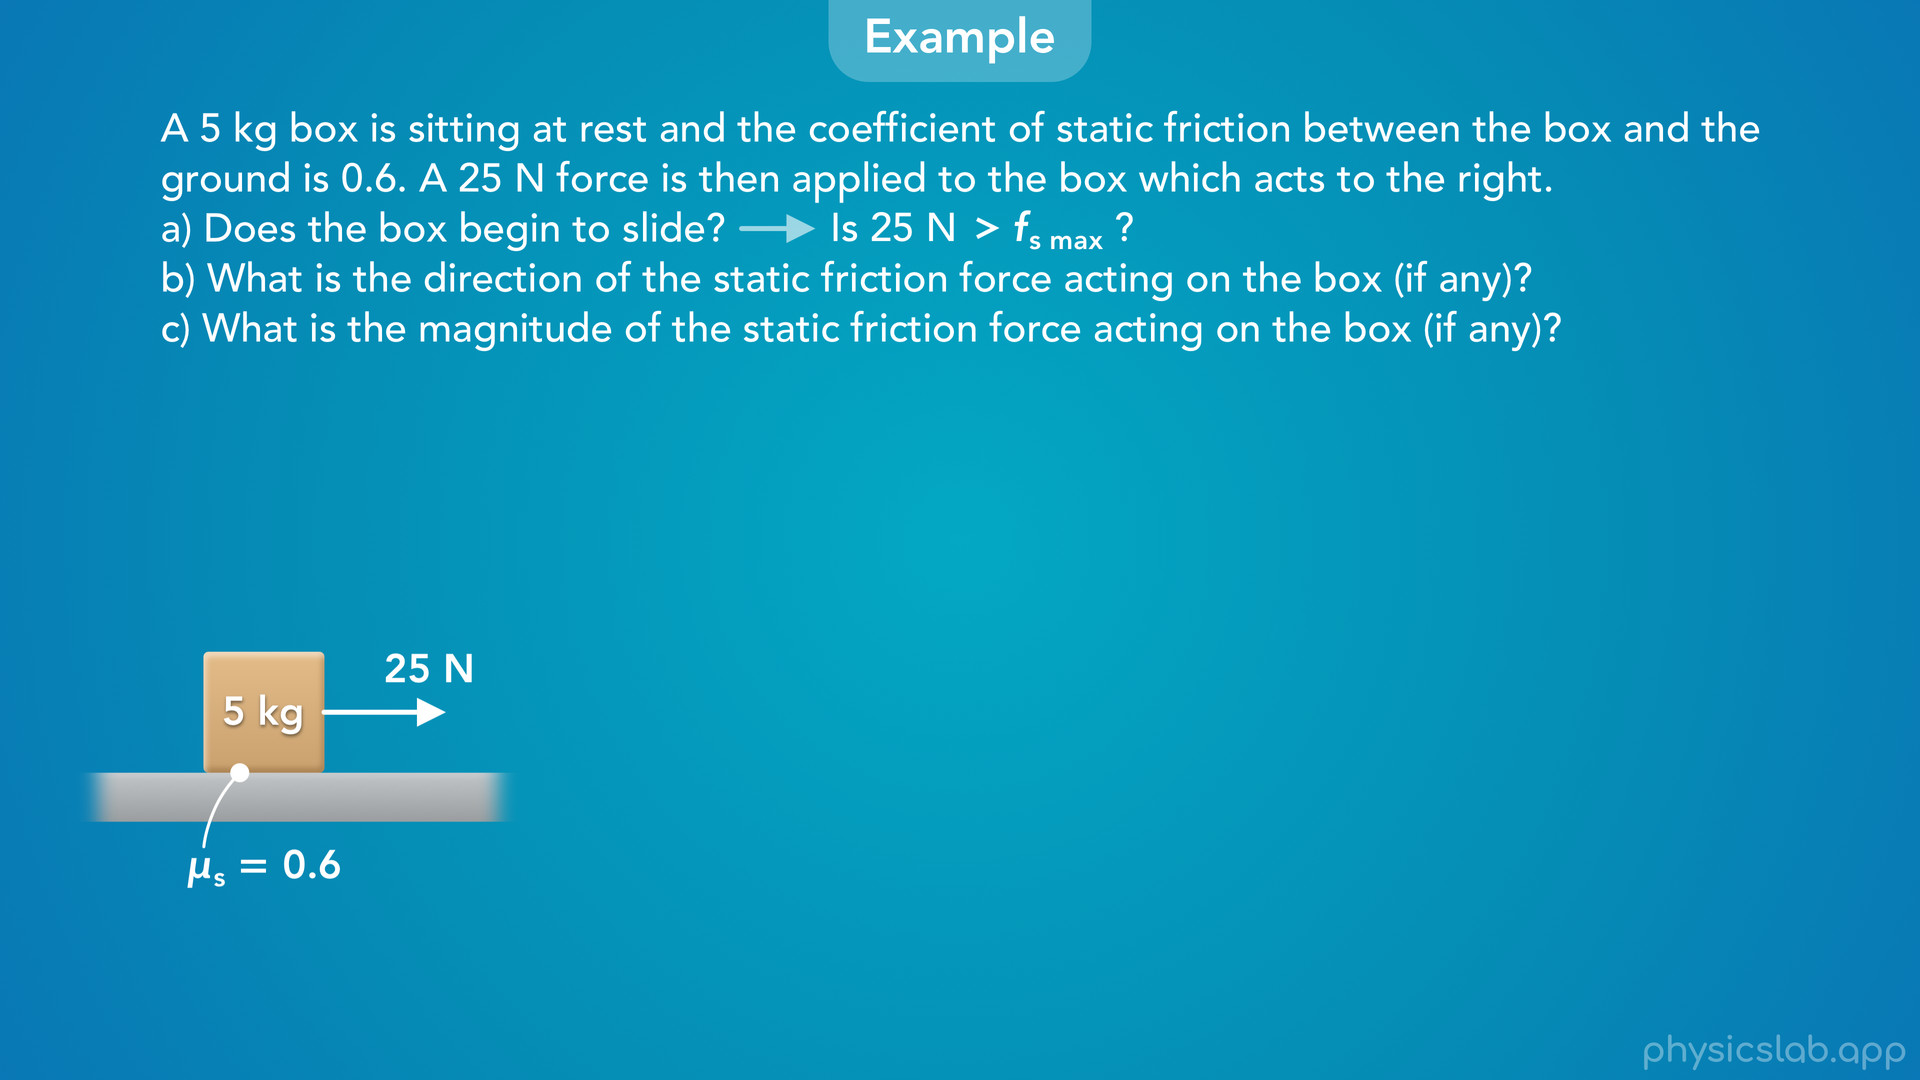 Example
A 5 kg box is sitting at rest and the coefficient of static friction between the box and the
ground is 0.6. A 25 N force is then applied to the box which acts to the right.
a) Does the box begin to slide? → Is 25 N > fs max ?
b) What is the direction of the static friction force acting on the box (if any)?
c) What is the magnitude of the static friction force acting on the box (if any)?
25 N
5 kg
μs = 0.6
physicslab.app